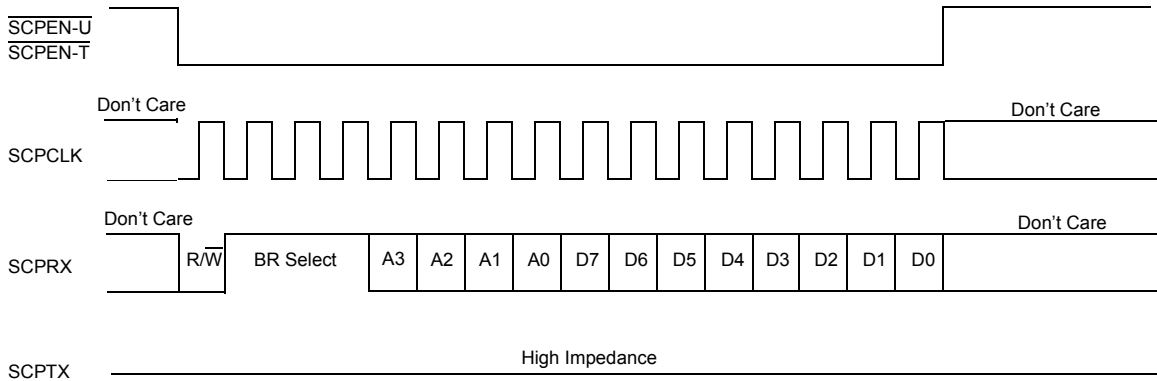 SCPEN-U
SCPEN-T
Don't Care
Don't Care
SCPCLK
Don't Care
Don't Care
SCPRX
R/W BR Select A3 A2 A1 A0 D7 D6 D5 D4 D3 D2 D1 D0
High Impedance
SCPTX